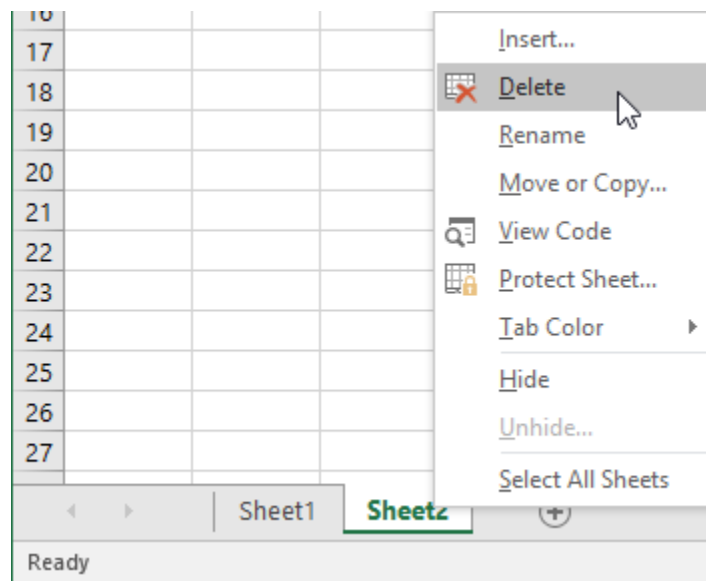 16
17
18
19
20
21
22
23
24
25
26
27
Insert...
Delete
Rename
Move or Copy...
View Code
Protect Sheet...
Tab Color
Hide
Unhide...
Select All Sheets
Sheet1 Sheet2
Ready